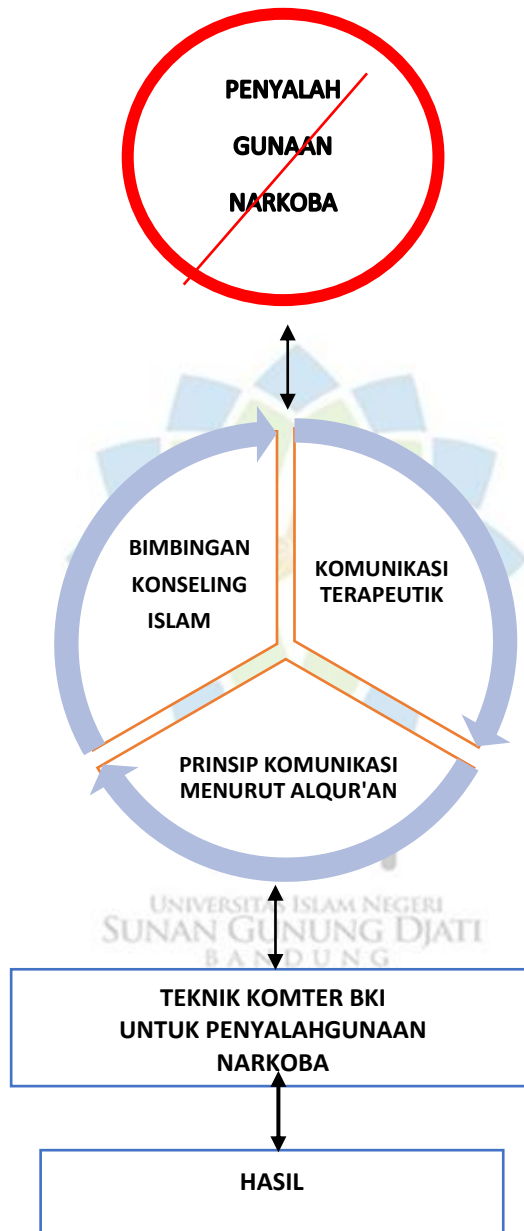 PENYALAH
GUNAAN
NARKOBA
BIMBINGAN
KONSELING
ISLAM
KOMUNIKASI
TERAPEUTIK
PRINSIP KOMUNIKASI
MENURUT ALQUR'AN
UNIVERSITAS ISLAM NEGERI
SUNAN GUNUNG DJATI
BANDUNG
TEKNIK KOMTER BKI
UNTUK PENYALAHGUNAAN
NARKOBA
HASIL